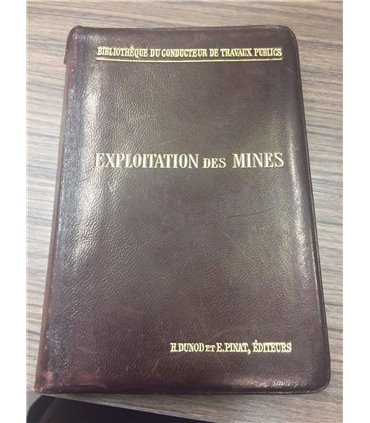 BIBLIOTHÈQUE DU CONDUCTEUR DE TRAVAUX PUBLICS
EXPLOITATION DES MINES
H. DUNOD ET E. PINAT, ÉDITEURS